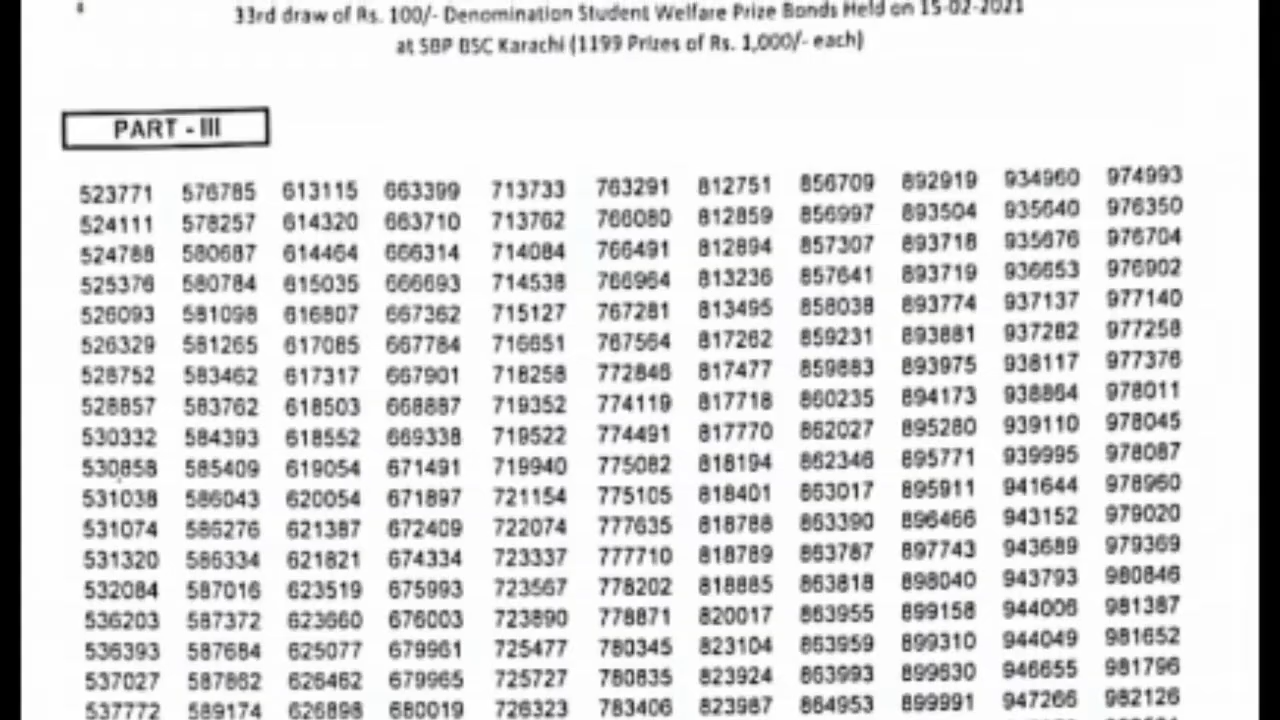 33rd draw of Rs. 100/- Denomination Student Welfare Prize Bonds Held on 15-02-2021
at SBP BSC Karachi (1199 Prizes of Rs. 1,000/- each)
PART - III
523771 576785 613115 663399 713733 763291 812751 856709 892919 934960 974993
524111 578257 614320 663710 713762 766080 812859 856997 893504 935640 976350
524788 580687 614464 666314 714084 766491 812894 857307 893718 935676 976704
525376 580784 615035 666693 714538 766964 813236 857641 893719 936653 976902
526093 581098 616807 667362 715127 767281 813495 858038 893774 937137 977140
526329 581265 617085 667784 716651 767564 817262 859231 893881 937282 977258
528752 583462 617317 667901 718258 772846 817477 859883 893975 938117 977376
528857 583762 618503 668887 719352 774119 817718 860235 894173 938864 978011
530332 584393 618552 669338 719522 774491 817770 862027 895280 939110 978045
530858 585409 619054 671491 719940 775082 818194 862346 895771 939995 978087
531038 586043 620054 671897 721154 775105 818401 863017 895911 941644 978960
531074 586276 621387 672409 722074 777635 818788 863390 896466 943152 979020
531320 586334 621821 674334 723337 777710 818789 863787 897743 943689 979369
532084 587016 623519 675993 723567 778202 818885 863818 898040 943793 980846
536203 587372 623660 676003 723890 778871 820017 863955 899158 944006 981387
536393 587684 625077 679961 725477 780345 823104 863959 899310 944049 981652
537027 587862 626462 679965 725727 780835 823924 863993 899630 946655 981796
537772 589174 626898 680019 726323 783406 823987 864953 899991 947266 982126